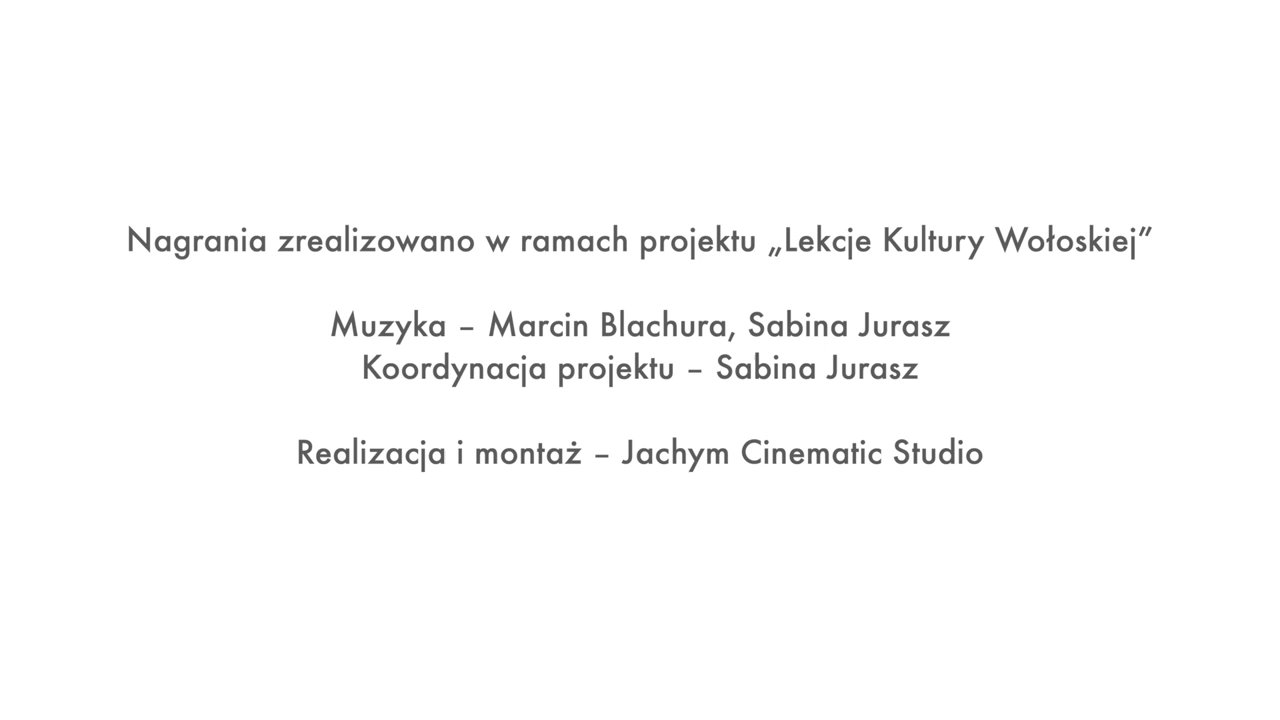 Nagrania zrealizowano w ramach projektu „Lekcje Kultury Wołoskiej”
Muzyka – Marcin Blachura, Sabina Jurasz
Koordynacja projektu – Sabina Jurasz
Realizacja i montaż – Jachym Cinematic Studio